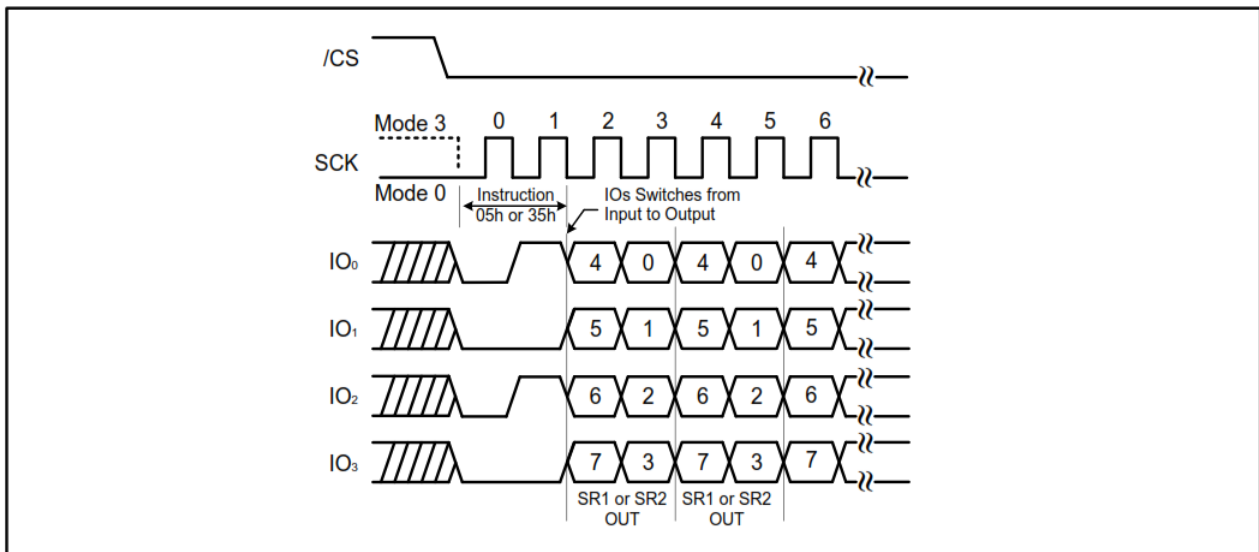 /CS
Mode 3 0 1 2 3 4 5 6
SCK
Mode 0
Instruction
05h or 35h
IOs Switches from
Input to Output
IO₀ 4 0 4 0 4
IO₁ 5 1 5 1 5
IO₂ 6 2 6 2 6
IO₃ 7 3 7 3 7
SR1 or SR2 SR1 or SR2
OUT OUT